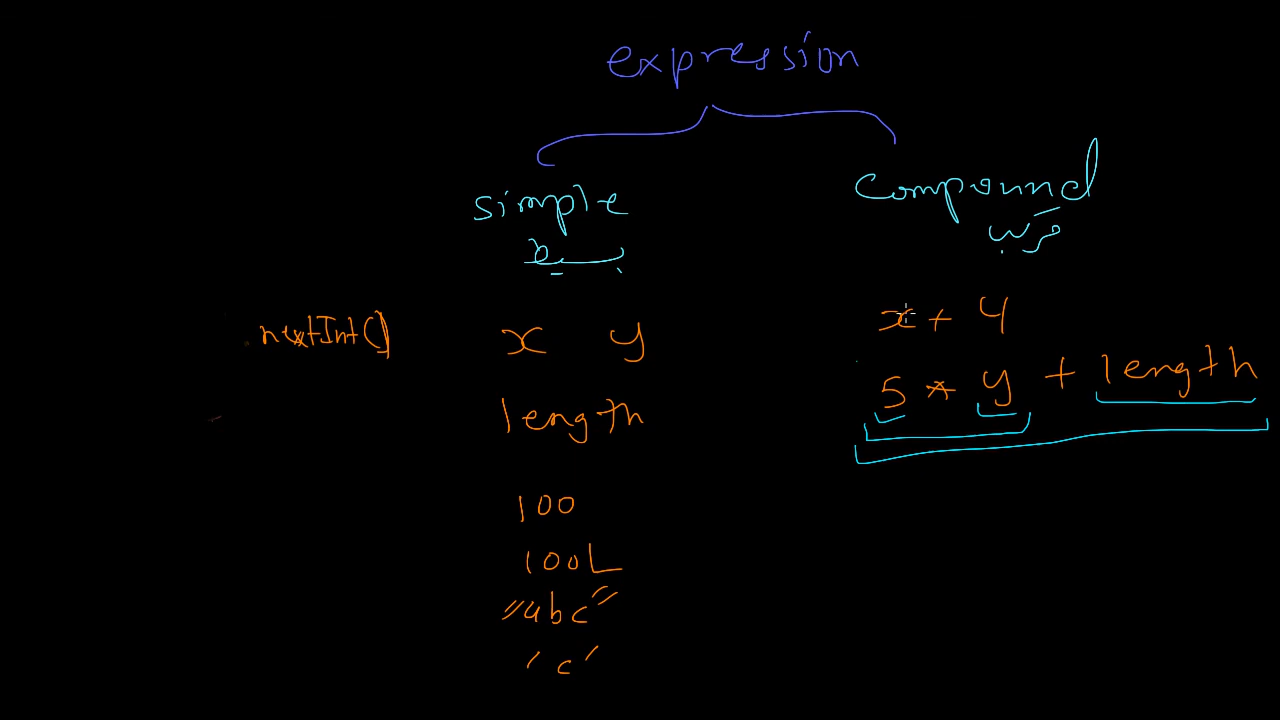 expression
simple
بسيط
compound
مركب
nextInt()
x y
length
100
100L
"abc"
'c'
x + 4
5 * y + length